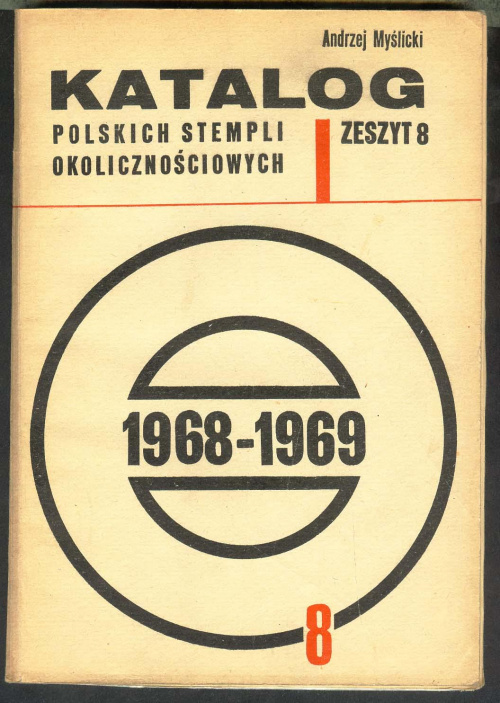 Andrzej Myślicki
KATALOG
POLSKICH STEMPLI
OKOLICZNOŚCIOWYCH
ZESZYT 8
1968-1969
8